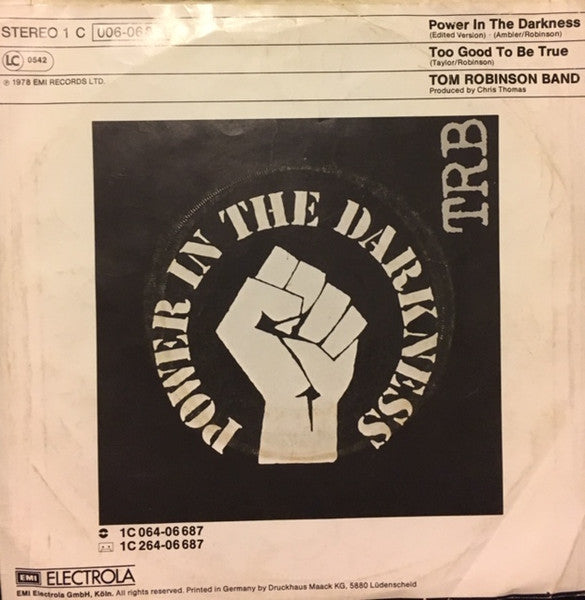 STEREO 1 C U06-06
Power In The Darkness
(Edited Version) · (Ambler/Robinson)
LC 0542
Too Good To Be True
(Taylor/Robinson)
℗ 1978 EMI RECORDS LTD.
TOM ROBINSON BAND
Produced by Chris Thomas
TRB
POWER IN THE DARKNESS
1C 064-06 687
1C 264-06 687
EMI ELECTROLA
EMI Electrola GmbH, Köln. All rights reserved. Printed in Germany by Druckhaus Maack KG, 5880 Lüdenscheid